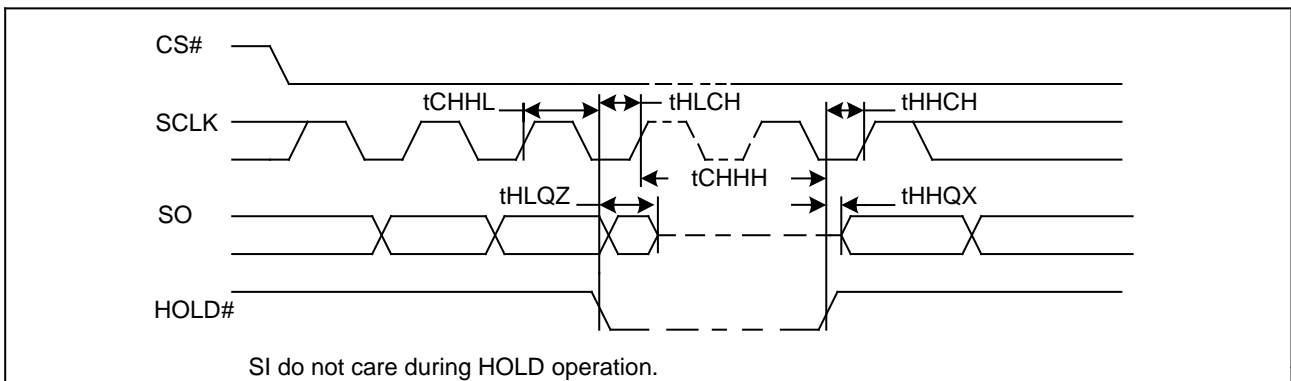 CS#
tCHHL
tHLCH
tHHCH
SCLK
tCHHH
tHLQZ
tHHQX
SO
HOLD#
SI do not care during HOLD operation.